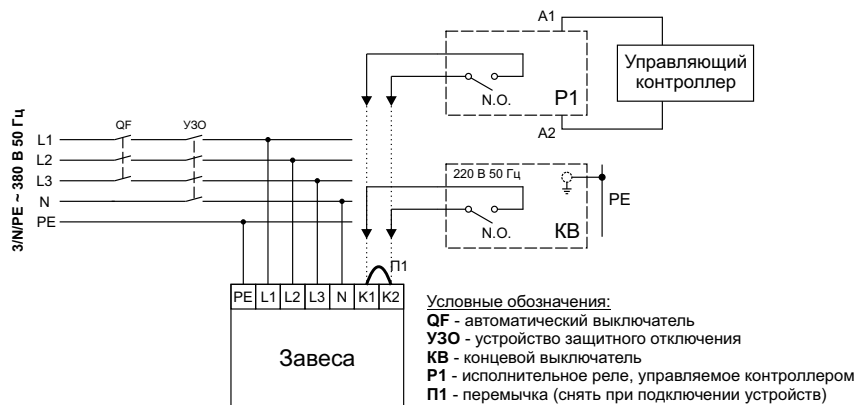 A1
Управляющий
контроллер
N.O.
P1
A2
3/N/PE ~ 380 В 50 Гц
QF
УЗО
L1
L2
L3
N
PE
220 В 50 Гц
PE
N.O.
КВ
П1
PE L1 L2 L3 N K1 K2
Завеса
Условные обозначения:
QF - автоматический выключатель
УЗО - устройство защитного отключения
КВ - концевой выключатель
Р1 - исполнительное реле, управляемое контроллером
П1 - перемычка (снять при подключении устройств)